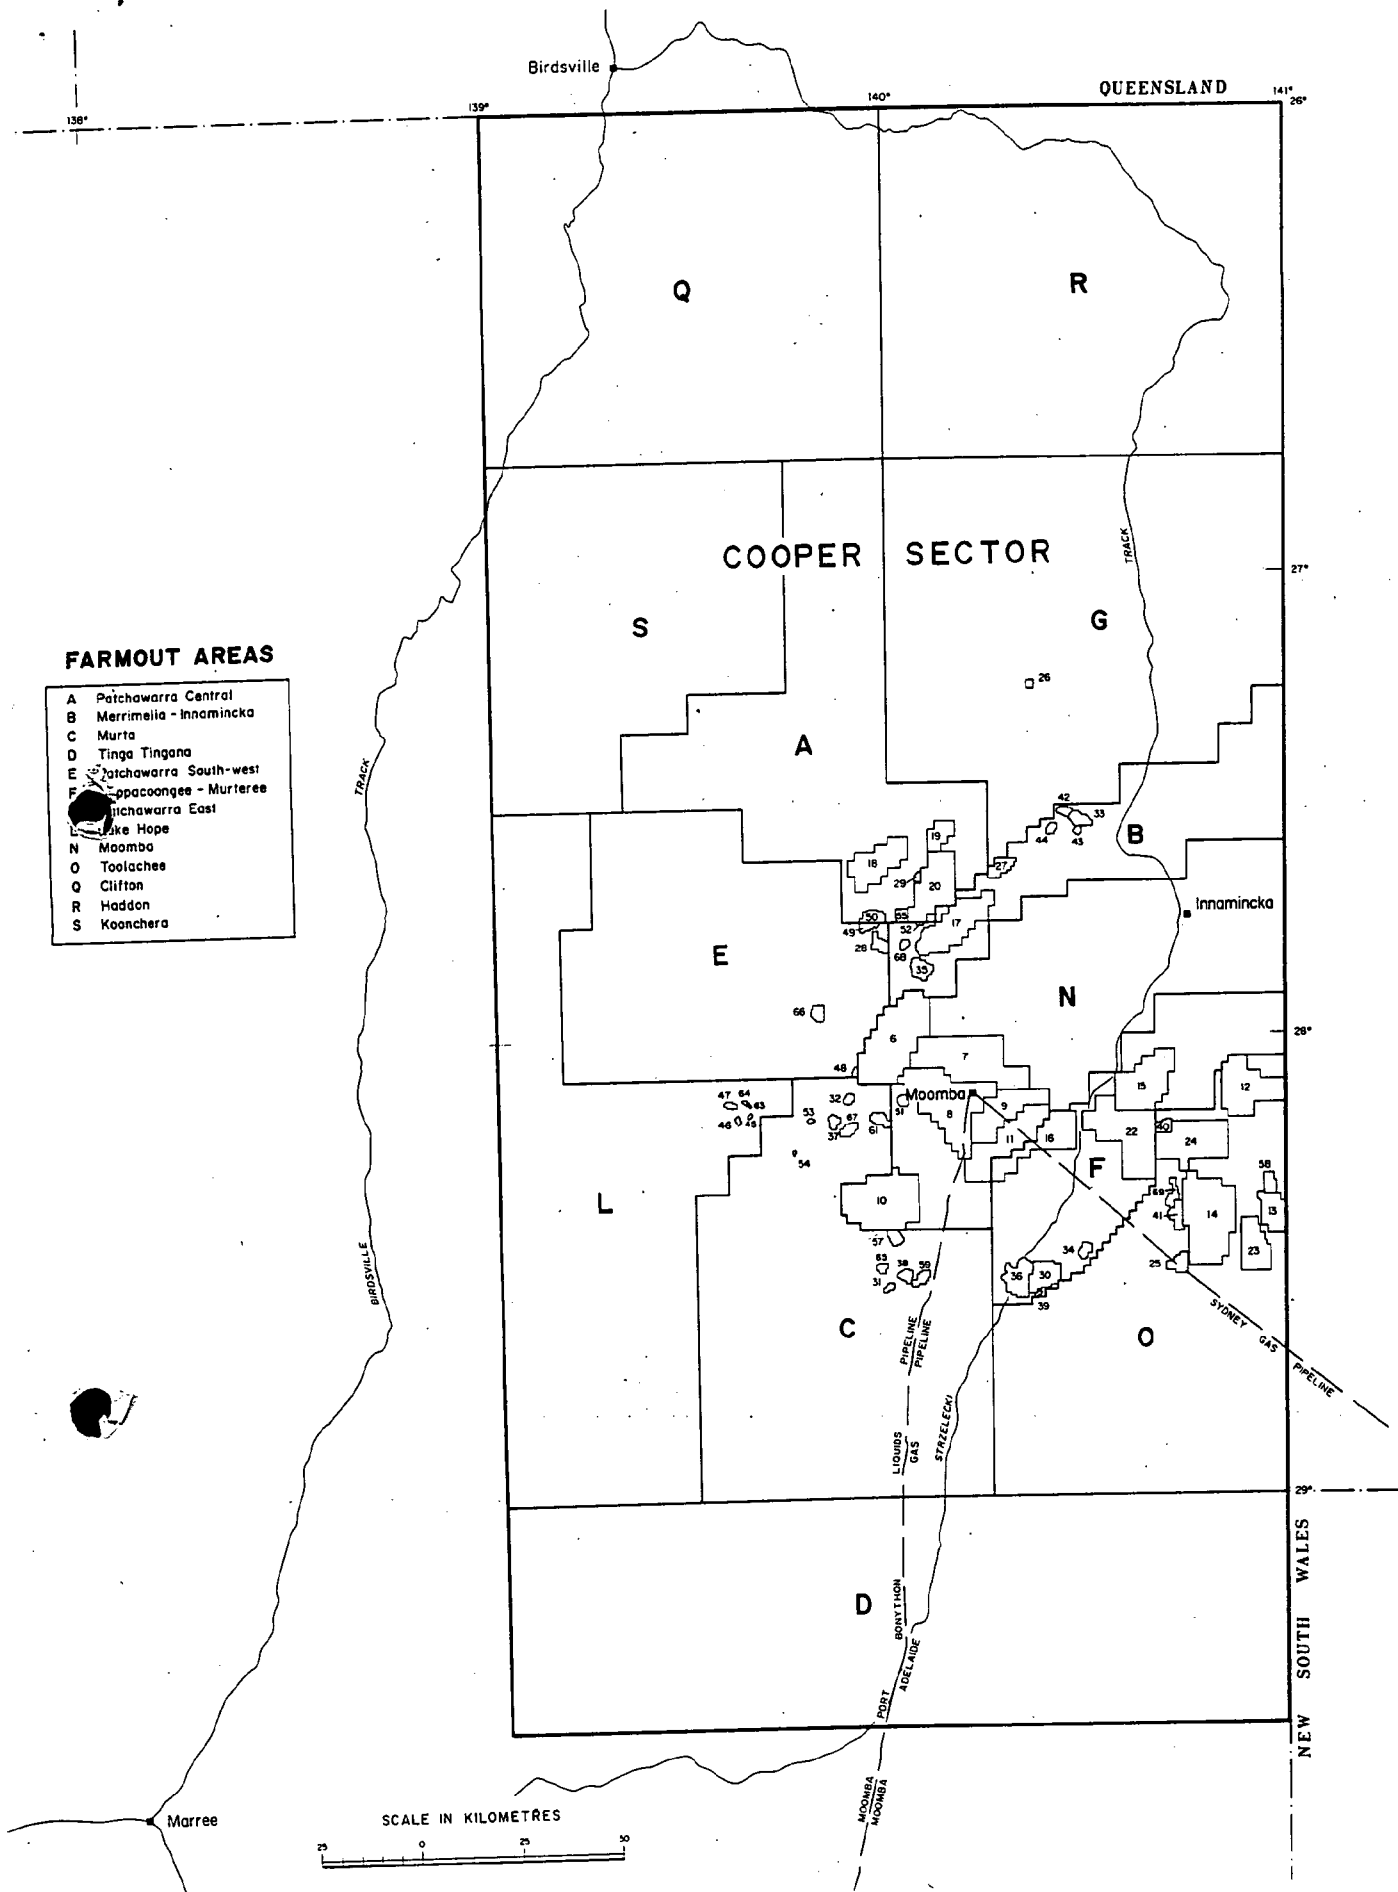 Birdsville
QUEENSLAND
138°
139°
140°
141°
26°
Q
R
COOPER SECTOR
TRACK
27°
S
G
26
FARMOUT AREAS
A Patchawarra Central
B Merrimelia - Innamincka
C Murta
D Tinga Tingana
E Patchawarra South-west
F ppacoongee - Murteree
tchawarra East
L Lake Hope
N Moomba
O Toolachee
Q Clifton
R Haddon
S Koonchera
A
TRACK
42
33
44
43
B
19
18
27
29
20
Innamincka
50
55
52
17
49
28
68
35
E
N
66
28°
6
7
48
15
12
47
64
63
32
51
Moomba
8
9
46
45
53
37
67
61
11
16
22
40
24
54
F
58
L
10
69
41
14
13
57
34
23
65
38
59
36
30
25
31
39
BIRDSVILLE
C
O
SYDNEY GAS PIPELINE
PIPELINE
PIPELINE
STRZELECKI
LIQUIDS
GAS
29°
D
BONYTHON
ADELAIDE
PORT
NEW SOUTH WALES
MOOMBA
MOOMBA
Marree
SCALE IN KILOMETRES
25 0 25 50